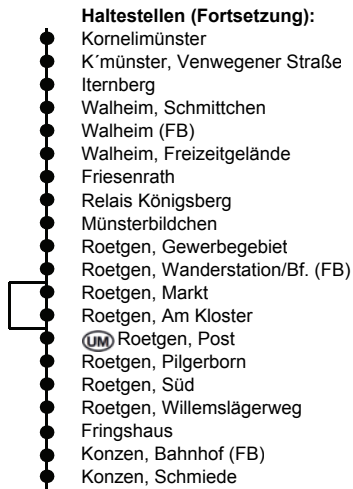 Haltestellen (Fortsetzung):
Kornelimünster
K´münster, Venwegener Straße
Iternberg
Walheim, Schmittchen
Walheim (FB)
Walheim, Freizeitgelände
Friesenrath
Relais Königsberg
Münsterbildchen
Roetgen, Gewerbegebiet
Roetgen, Wanderstation/Bf. (FB)
Roetgen, Markt
Roetgen, Am Kloster
UM Roetgen, Post
Roetgen, Pilgerborn
Roetgen, Süd
Roetgen, Willemslägerweg
Fringshaus
Konzen, Bahnhof (FB)
Konzen, Schmiede